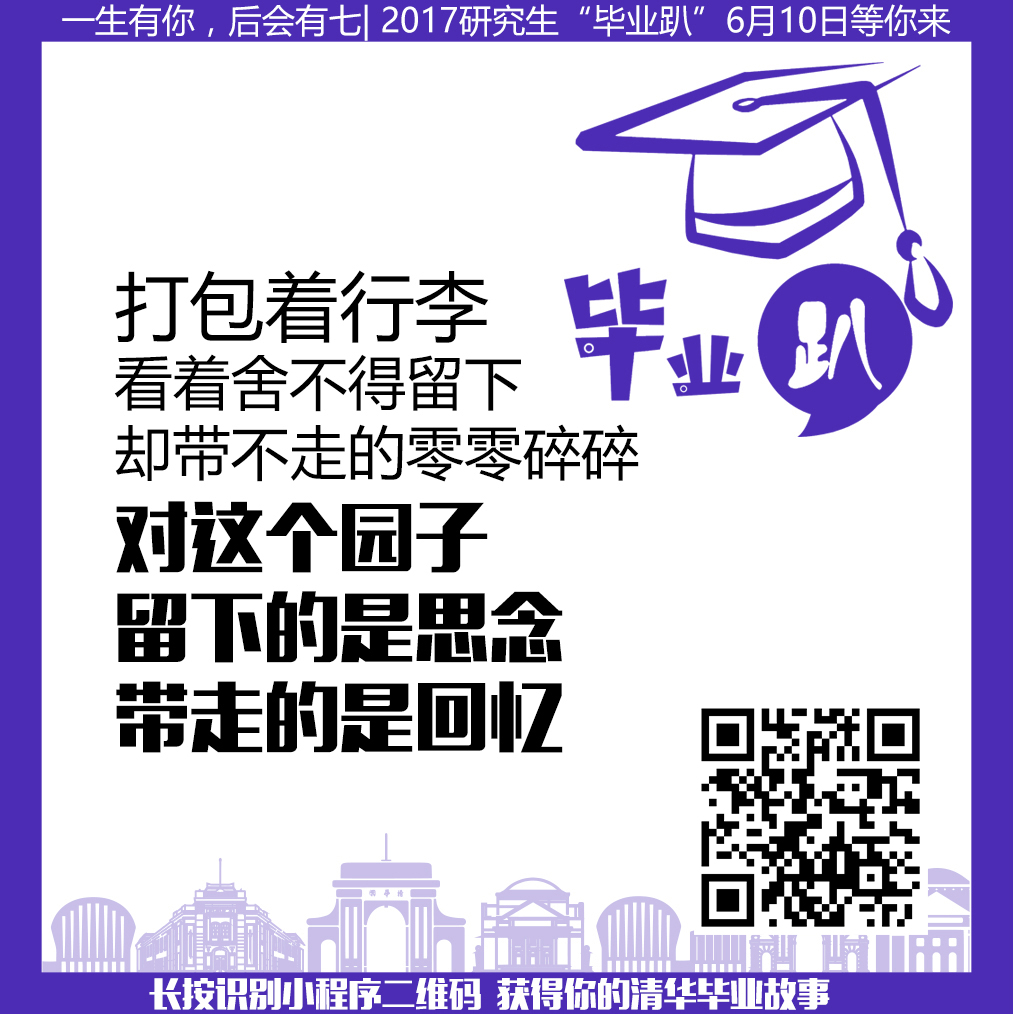 一生有你，后会有七| 2017研究生“毕业趴”6月10日等你来
毕业趴
打包着行李
看着舍不得留下
却带不走的零零碎碎
对这个园子
留下的是思念
带走的是回忆
園華清
长按识别小程序二维码 获得你的清华毕业故事